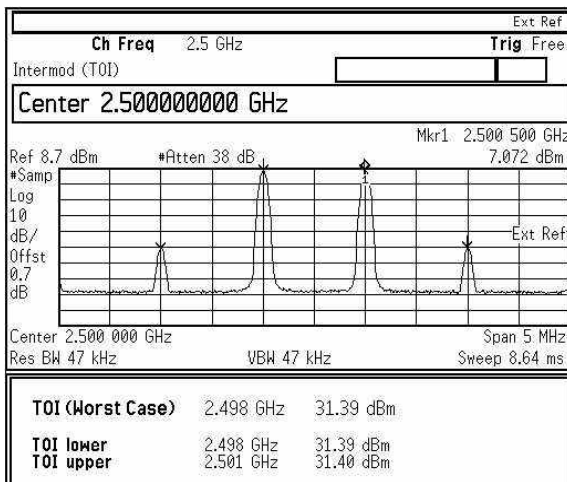 Ext Ref
Ch Freq 2.5 GHz Trig Free
Intermod (TOI)
Center 2.500000000 GHz
Mkr1 2.500 500 GHz
Ref 8.7 dBm #Atten 38 dB 7.072 dBm
#Samp
Log
10
dB/
Offst
0.7
dB
1
Ext Ref
Center 2.500 000 GHz Span 5 MHz
Res BW 47 kHz VBW 47 kHz Sweep 8.64 ms
TOI (Worst Case) 2.498 GHz 31.39 dBm
TOI lower 2.498 GHz 31.39 dBm
TOI upper 2.501 GHz 31.40 dBm